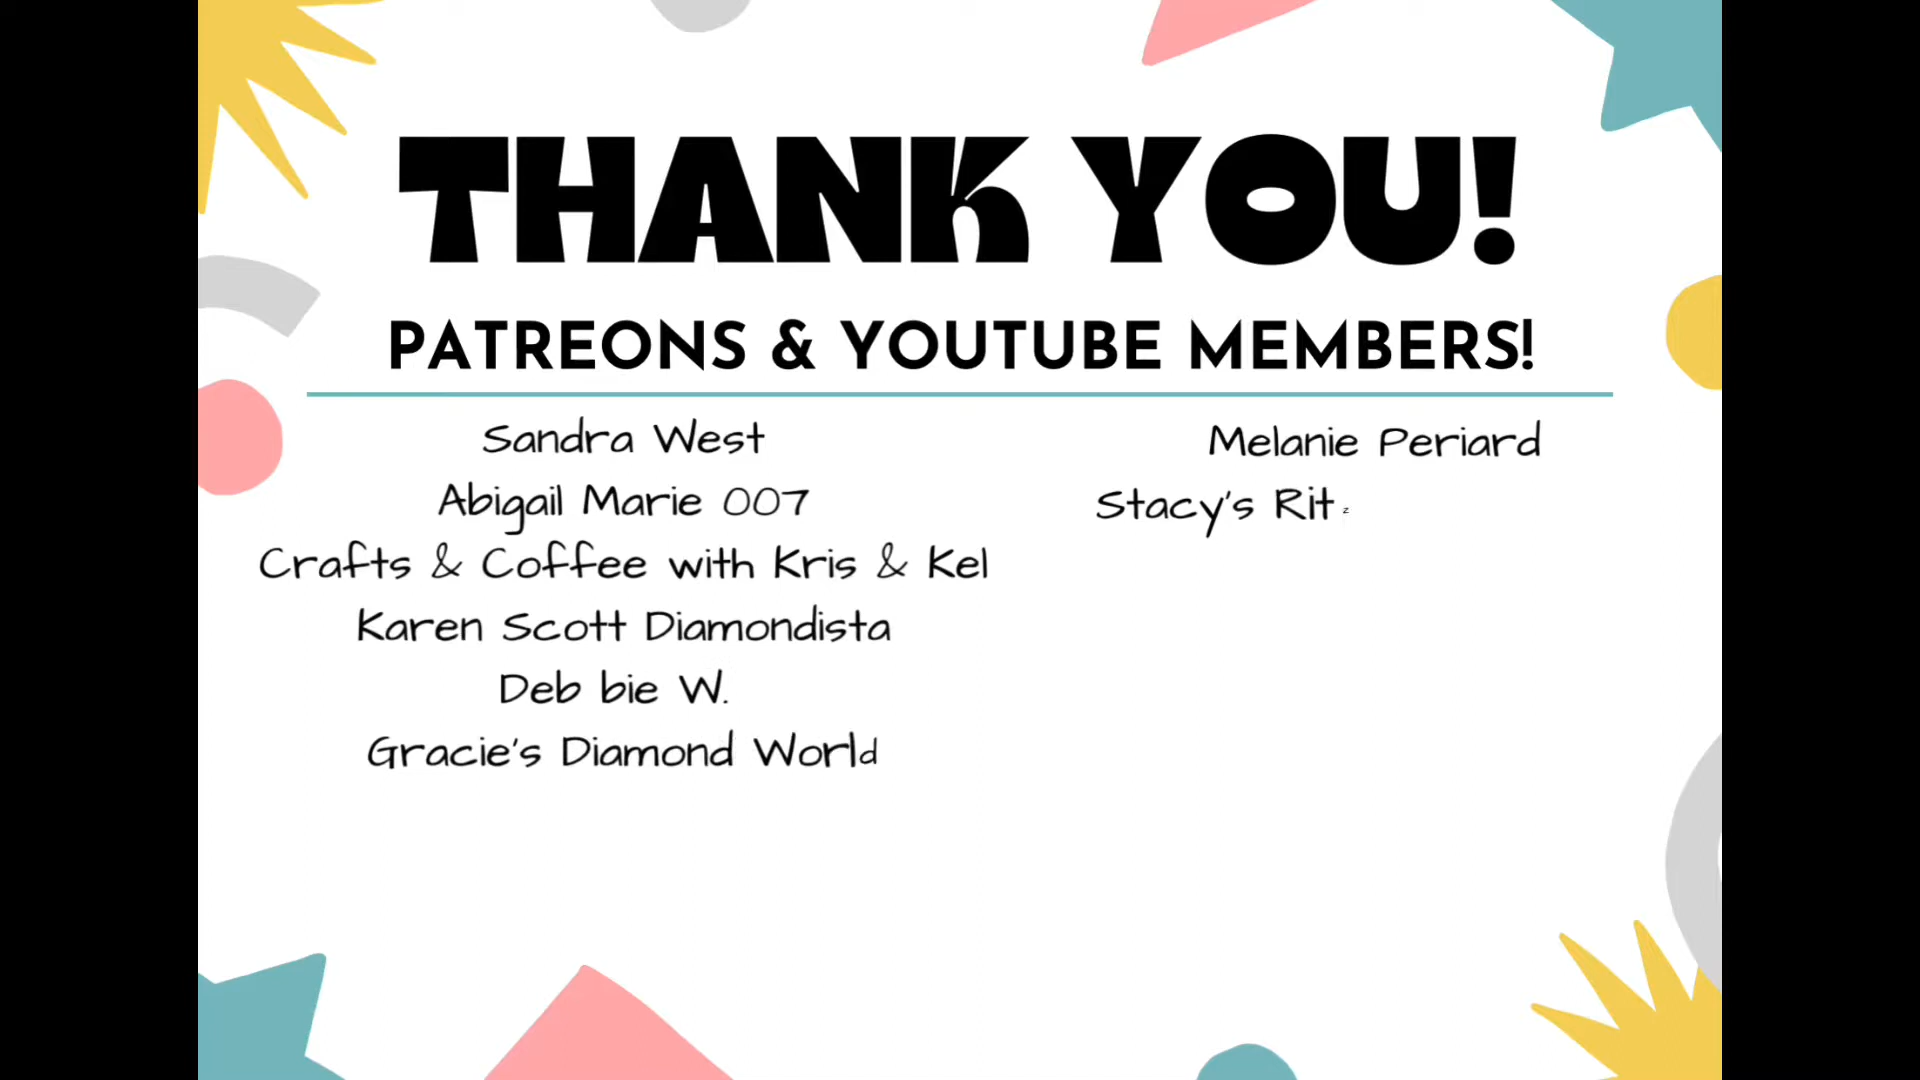 THANK YOU!
PATREONS & YOUTUBE MEMBERS!
Sandra West
Abigail Marie 007
Crafts & Coffee with Kris & Kel
Karen Scott Diamondista
Deb bie W.
Gracie's Diamond World
Melanie Periard
Stacy's Ritz